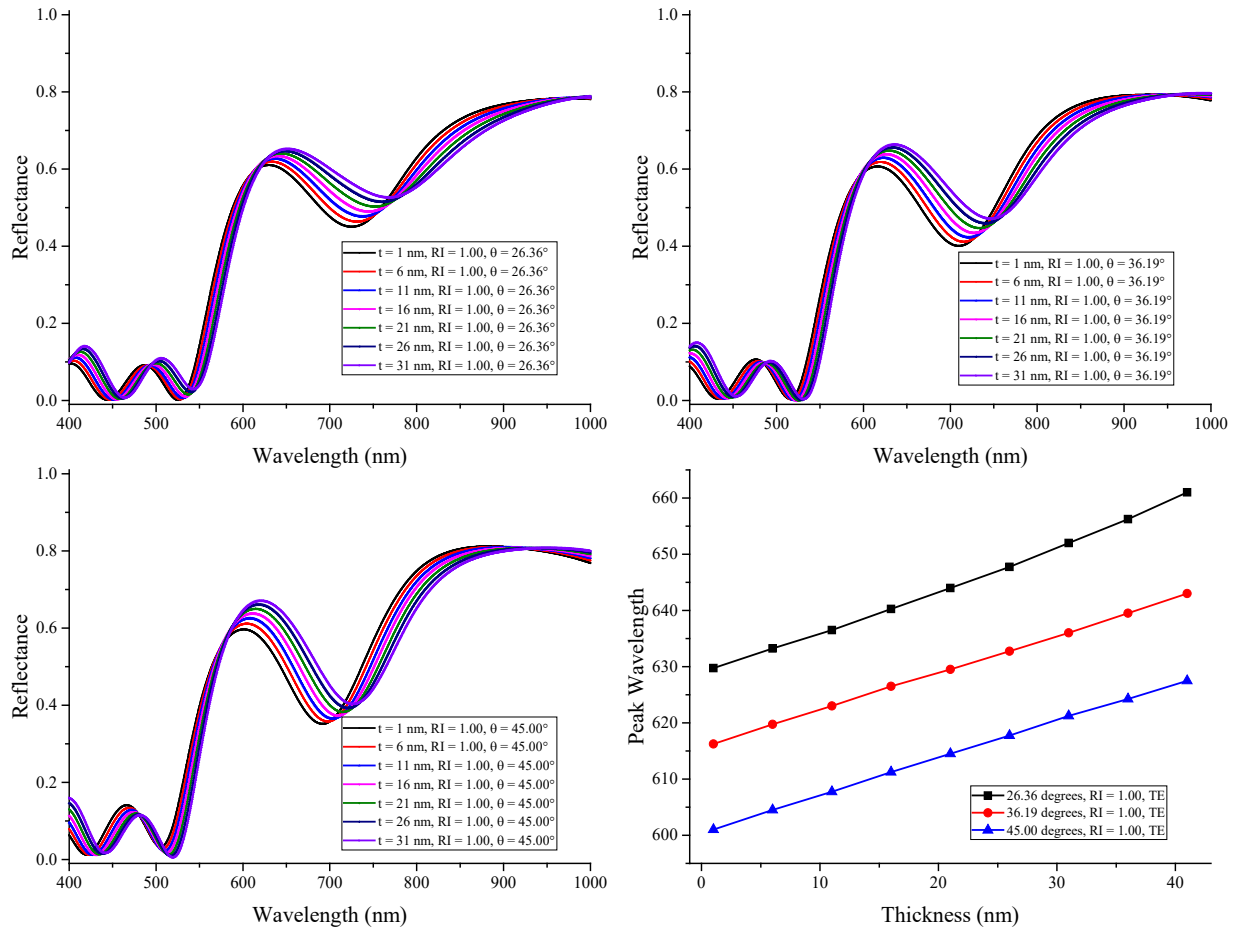 1.0
0.8
0.6
0.4
0.2
0.0
Reflectance
400 500 600 700 800 900 1000
Wavelength (nm)
t = 1 nm, RI = 1.00, θ = 26.36°
t = 6 nm, RI = 1.00, θ = 26.36°
t = 11 nm, RI = 1.00, θ = 26.36°
t = 16 nm, RI = 1.00, θ = 26.36°
t = 21 nm, RI = 1.00, θ = 26.36°
t = 26 nm, RI = 1.00, θ = 26.36°
t = 31 nm, RI = 1.00, θ = 26.36°
1.0
0.8
0.6
0.4
0.2
0.0
Reflectance
400 500 600 700 800 900 1000
Wavelength (nm)
t = 1 nm, RI = 1.00, θ = 36.19°
t = 6 nm, RI = 1.00, θ = 36.19°
t = 11 nm, RI = 1.00, θ = 36.19°
t = 16 nm, RI = 1.00, θ = 36.19°
t = 21 nm, RI = 1.00, θ = 36.19°
t = 26 nm, RI = 1.00, θ = 36.19°
t = 31 nm, RI = 1.00, θ = 36.19°
1.0
0.8
0.6
0.4
0.2
0.0
Reflectance
400 500 600 700 800 900 1000
Wavelength (nm)
t = 1 nm, RI = 1.00, θ = 45.00°
t = 6 nm, RI = 1.00, θ = 45.00°
t = 11 nm, RI = 1.00, θ = 45.00°
t = 16 nm, RI = 1.00, θ = 45.00°
t = 21 nm, RI = 1.00, θ = 45.00°
t = 26 nm, RI = 1.00, θ = 45.00°
t = 31 nm, RI = 1.00, θ = 45.00°
660
650
640
630
620
610
600
Peak Wavelength
0 10 20 30 40
Thickness (nm)
26.36 degrees, RI = 1.00, TE
36.19 degrees, RI = 1.00, TE
45.00 degrees, RI = 1.00, TE